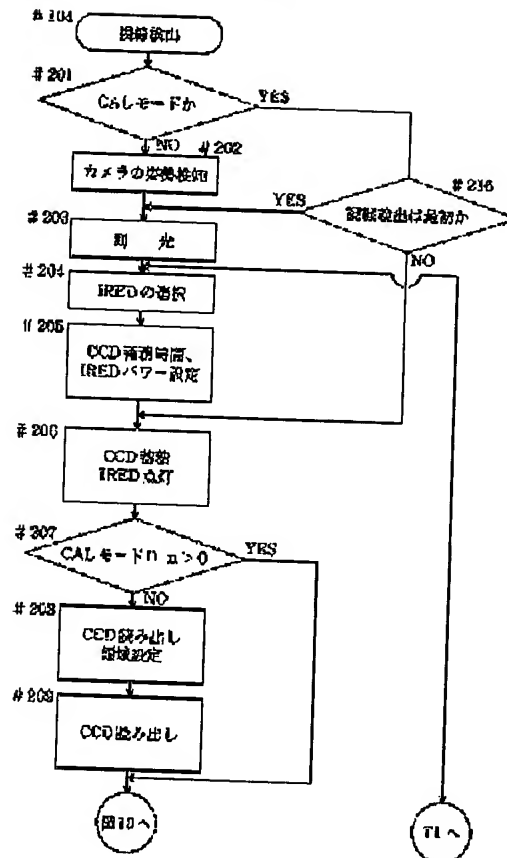 #104
視線検出
#201
CALモードか
YES
NO
#202
カメラの姿勢検知
#216
YES
視線検出は最初か
NO
#203
測 光
#204
IREDの選択
#205
CCD蓄積時間、
IREDパワー設定
#206
CCD蓄積
IRED点灯
#207
CALモード∩ n>0
YES
NO
#208
CCD読み出し
領域設定
#209
CCD読み出し
図10へ
T1へ